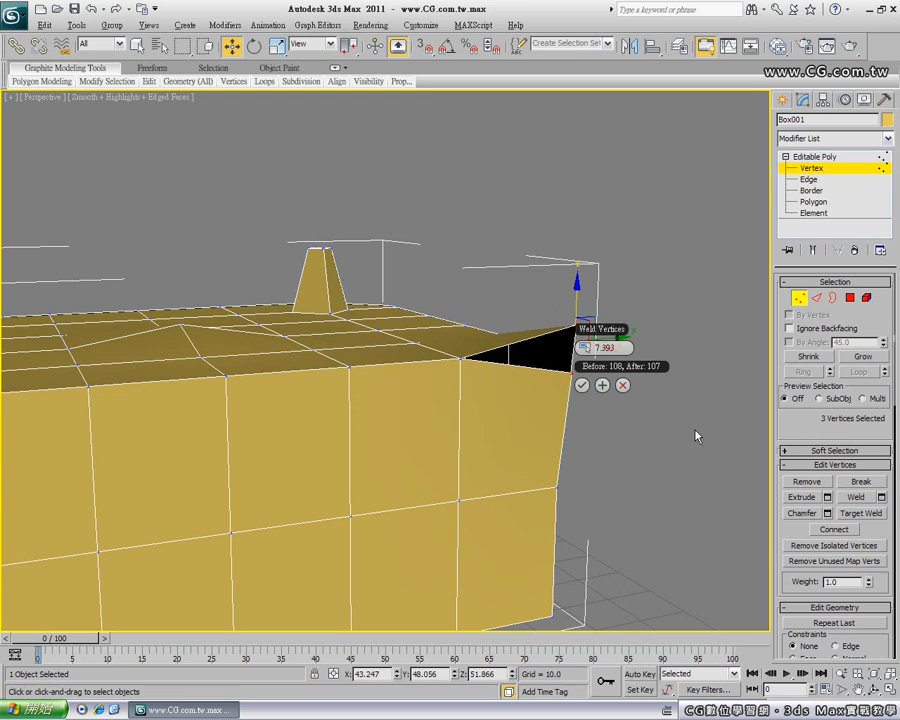 Autodesk 3ds Max 2011 - www.CG.com.tw.max
Type a keyword or phrase
Edit Tools Group Views Create Modifiers Animation Graph Editors Rendering Customize MAXScript Help
All
View
Create Selection Set
Graphite Modeling Tools Freeform Selection Object Paint
www.CG.com.tw
Polygon Modeling Modify Selection Edit Geometry (All) Vertices Loops Subdivision Align Visibility Prop...
[ + ] [ Perspective ] [ Smooth + Highlights + Edged Faces ]
Box001
Modifier List
Editable Poly
Vertex
Edge
Border
Polygon
Element
Selection
By Vertex
Ignore Backfacing
By Angle: 45.0
Shrink Grow
Ring Loop
Preview Selection
Off SubObj Multi
3 Vertices Selected
Soft Selection
Edit Vertices
Remove Break
Extrude Weld
Chamfer Target Weld
Connect
Remove Isolated Vertices
Remove Unused Map Verts
Weight: 1.0
Edit Geometry
Repeat Last
Constraints
None Edge
Weld Vertices
7.393
Before: 108, After: 107
y
0 / 100
0 5 10 15 20 25 30 35 40 45 50 55 60 65 70 75 80 85 90 95 100
1 Object Selected X: 43.247 Y: 48.056 Z: 51.866 Grid = 10.0 Auto Key Selected
Click or click-and-drag to select objects Add Time Tag Set Key Key Filters... 0
開始 www.CG.com.tw.max ... CG數位學習網·3ds Max實戰教學